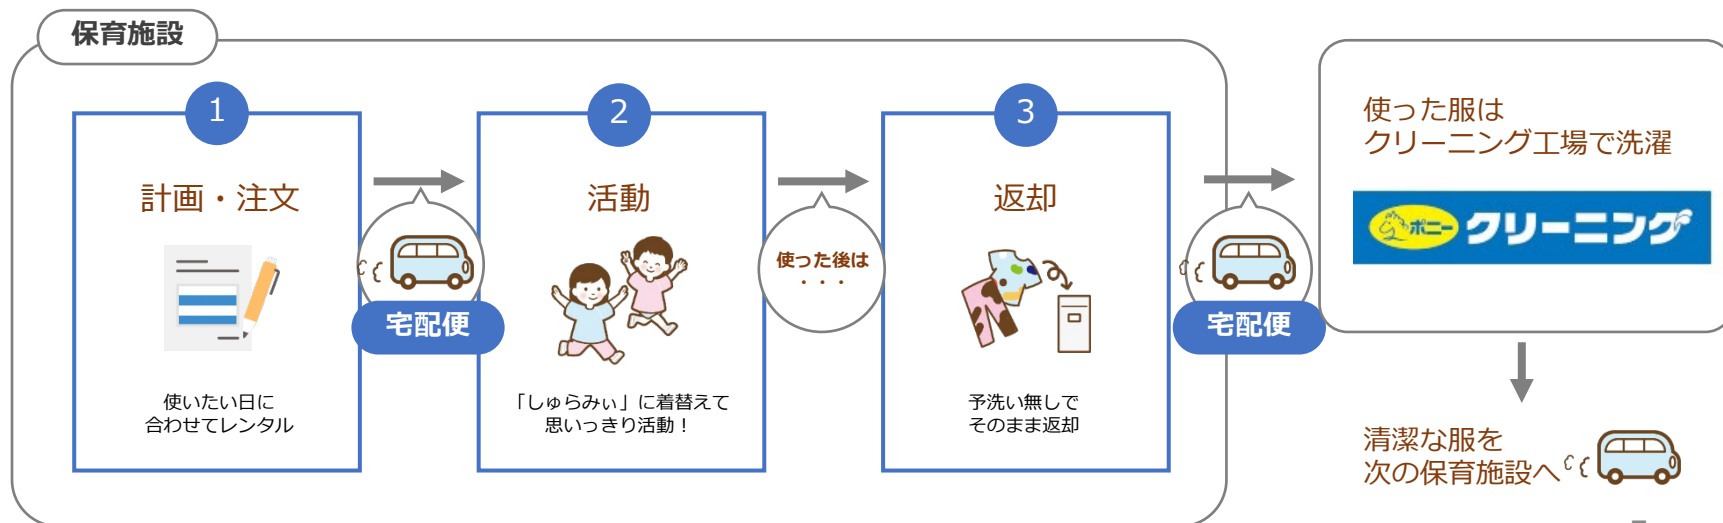 保育施設
1
計画・注文
使いたい日に
合わせてレンタル
宅配便
2
活動
「しゅらみぃ」に着替えて
思いっきり活動！
使った後は
・・・
3
返却
予洗い無しで
そのまま返却
宅配便
使った服は
クリーニング工場で洗濯
ポニー クリーニング
清潔な服を
次の保育施設へ